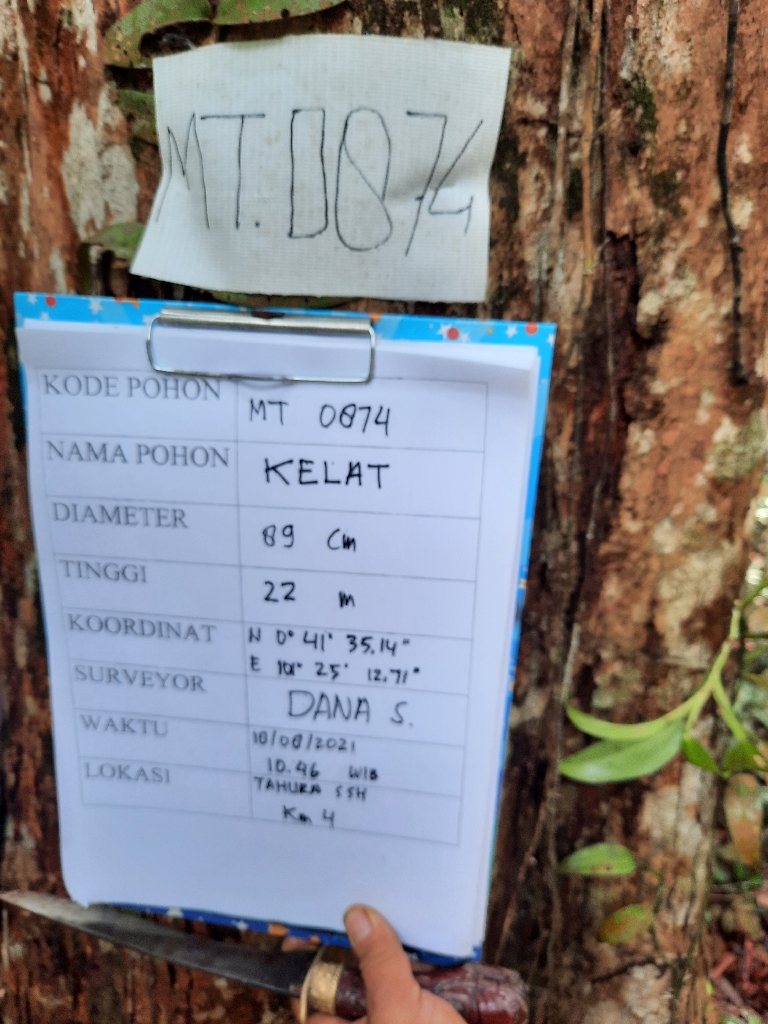 MT.0874
KODE POHON MT 0874
NAMA POHON KELAT
DIAMETER 89 Cm
TINGGI 22 m
KOORDINAT N 0° 41' 35.14"
E 101° 25' 12.71"
SURVEYOR DANA S.
WAKTU 18/08/2021
10.46 WIB
LOKASI TAHURA SSH
Km 4